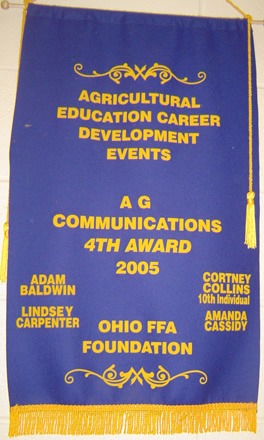 AGRICULTURAL
EDUCATION CAREER
DEVELOPMENT
EVENTS
A G
COMMUNICATIONS
4TH AWARD
2005
ADAM
BALDWIN
LINDSEY
CARPENTER
CORTNEY
COLLINS
10th Individual
AMANDA
CASSIDY
OHIO FFA
FOUNDATION